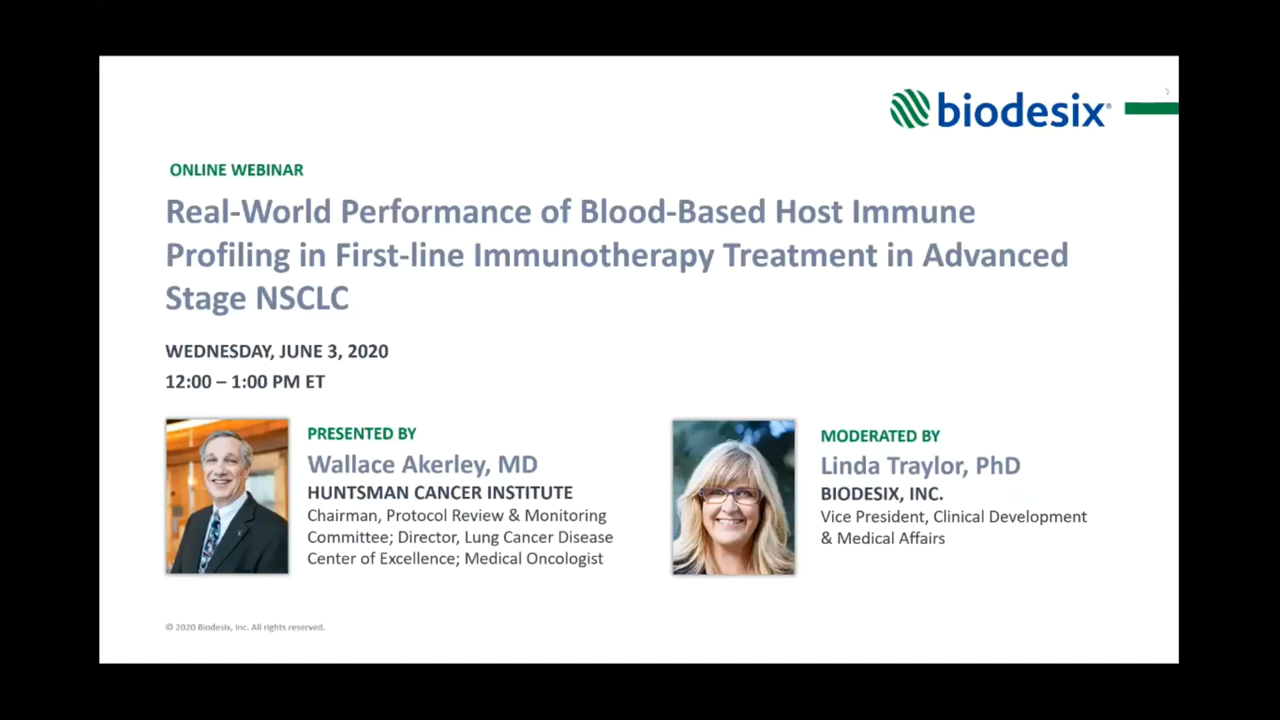 biodesix®
ONLINE WEBINAR
Real-World Performance of Blood-Based Host Immune
Profiling in First-line Immunotherapy Treatment in Advanced
Stage NSCLC
WEDNESDAY, JUNE 3, 2020
12:00 – 1:00 PM ET
PRESENTED BY
Wallace Akerley, MD
HUNTSMAN CANCER INSTITUTE
Chairman, Protocol Review & Monitoring
Committee; Director, Lung Cancer Disease
Center of Excellence; Medical Oncologist
MODERATED BY
Linda Traylor, PhD
BIODESIX, INC.
Vice President, Clinical Development
& Medical Affairs
© 2020 Biodesix, Inc. All rights reserved.